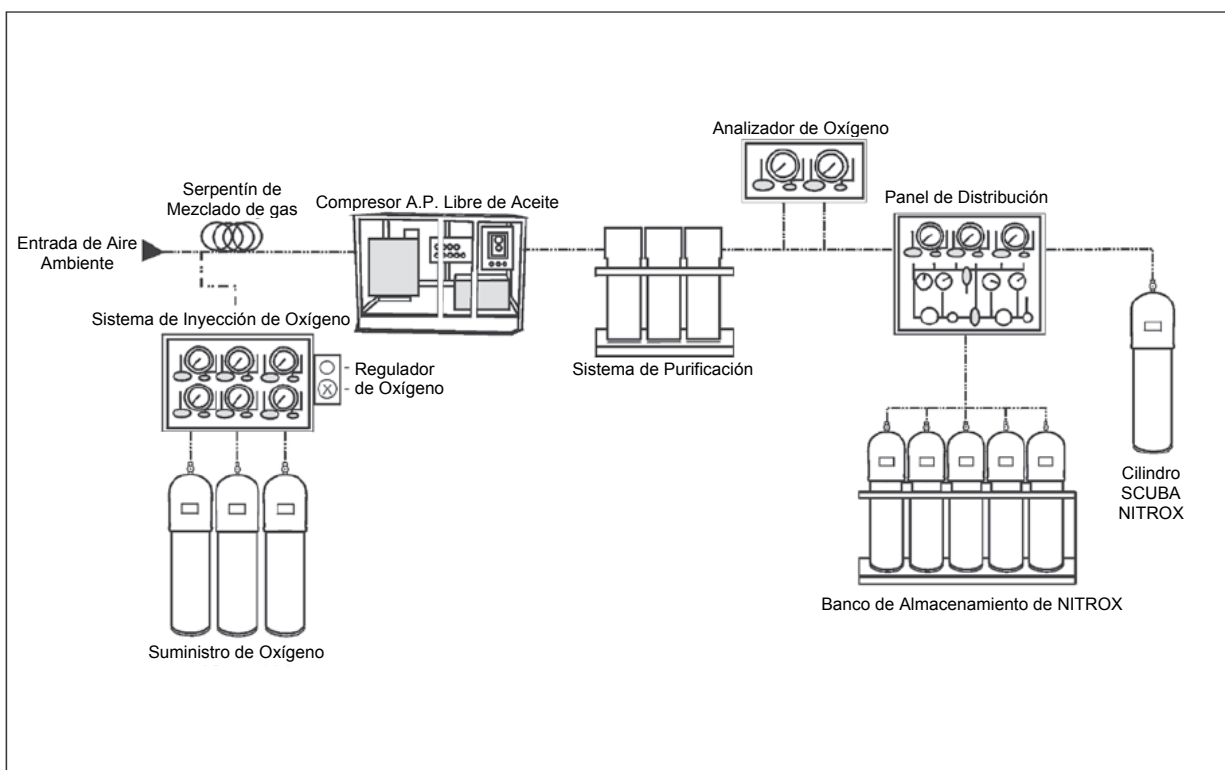 Analizador de Oxígeno
Serpentín de
Mezclado de gas
Compresor A.P. Libre de Aceite
Panel de Distribución
Entrada de Aire
Ambiente
Sistema de Inyección de Oxígeno
Regulador
de Oxígeno
Sistema de Purificación
Cilindro
SCUBA
NITROX
Banco de Almacenamiento de NITROX
Suministro de Oxígeno